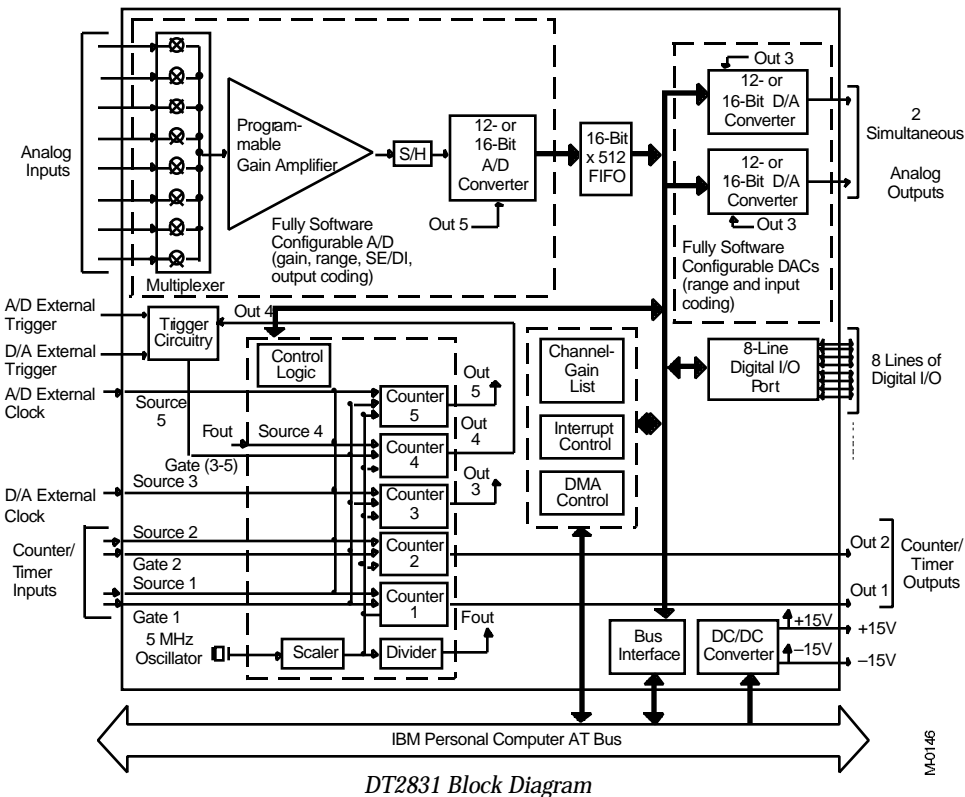 Analog
Inputs
Multiplexer
Program-
mable
Gain Amplifier
S/H
12- or
16-Bit
A/D
Converter
Out 5
Fully Software
Configurable A/D
(gain, range, SE/DI,
output coding)
16-Bit
x 512
FIFO
Out 3
12- or
16-Bit D/A
Converter
12- or
16-Bit D/A
Converter
Out 3
Fully Software
Configurable DACs
(range and input
coding)
2
Simultaneous
Analog
Outputs
A/D External
Trigger
D/A External
Trigger
A/D External
Clock
D/A External
Clock
Counter/
Timer
Inputs
Trigger
Circuitry
Out 4
Control
Logic
Source
5
Fout
Source 4
Gate (3-5)
Source 3
Source 2
Gate 2
Source 1
Gate 1
5 MHz
Oscillator
Counter
5
Counter
4
Counter
3
Counter
2
Counter
1
Out
5
Out
4
Out
3
Scaler
Divider
Fout
Channel-
Gain
List
Interrupt
Control
DMA
Control
8-Line
Digital I/O
Port
8 Lines of
Digital I/O
Out 2
Out 1
Counter/
Timer
Outputs
Bus
Interface
DC/DC
Converter
+15V
–15V
+15V
–15V
IBM Personal Computer AT Bus
M-0146
DT2831 Block Diagram